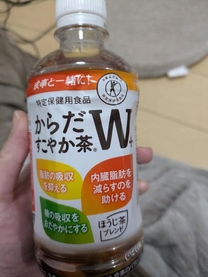 食事と一緒に!
特定保健用食品
からだ
すこやか茶W+
脂肪の吸収
を抑える
内臓脂肪を
減らすのを
助ける
糖の吸収を
おだやかにする
ほうじ茶
ブレンド